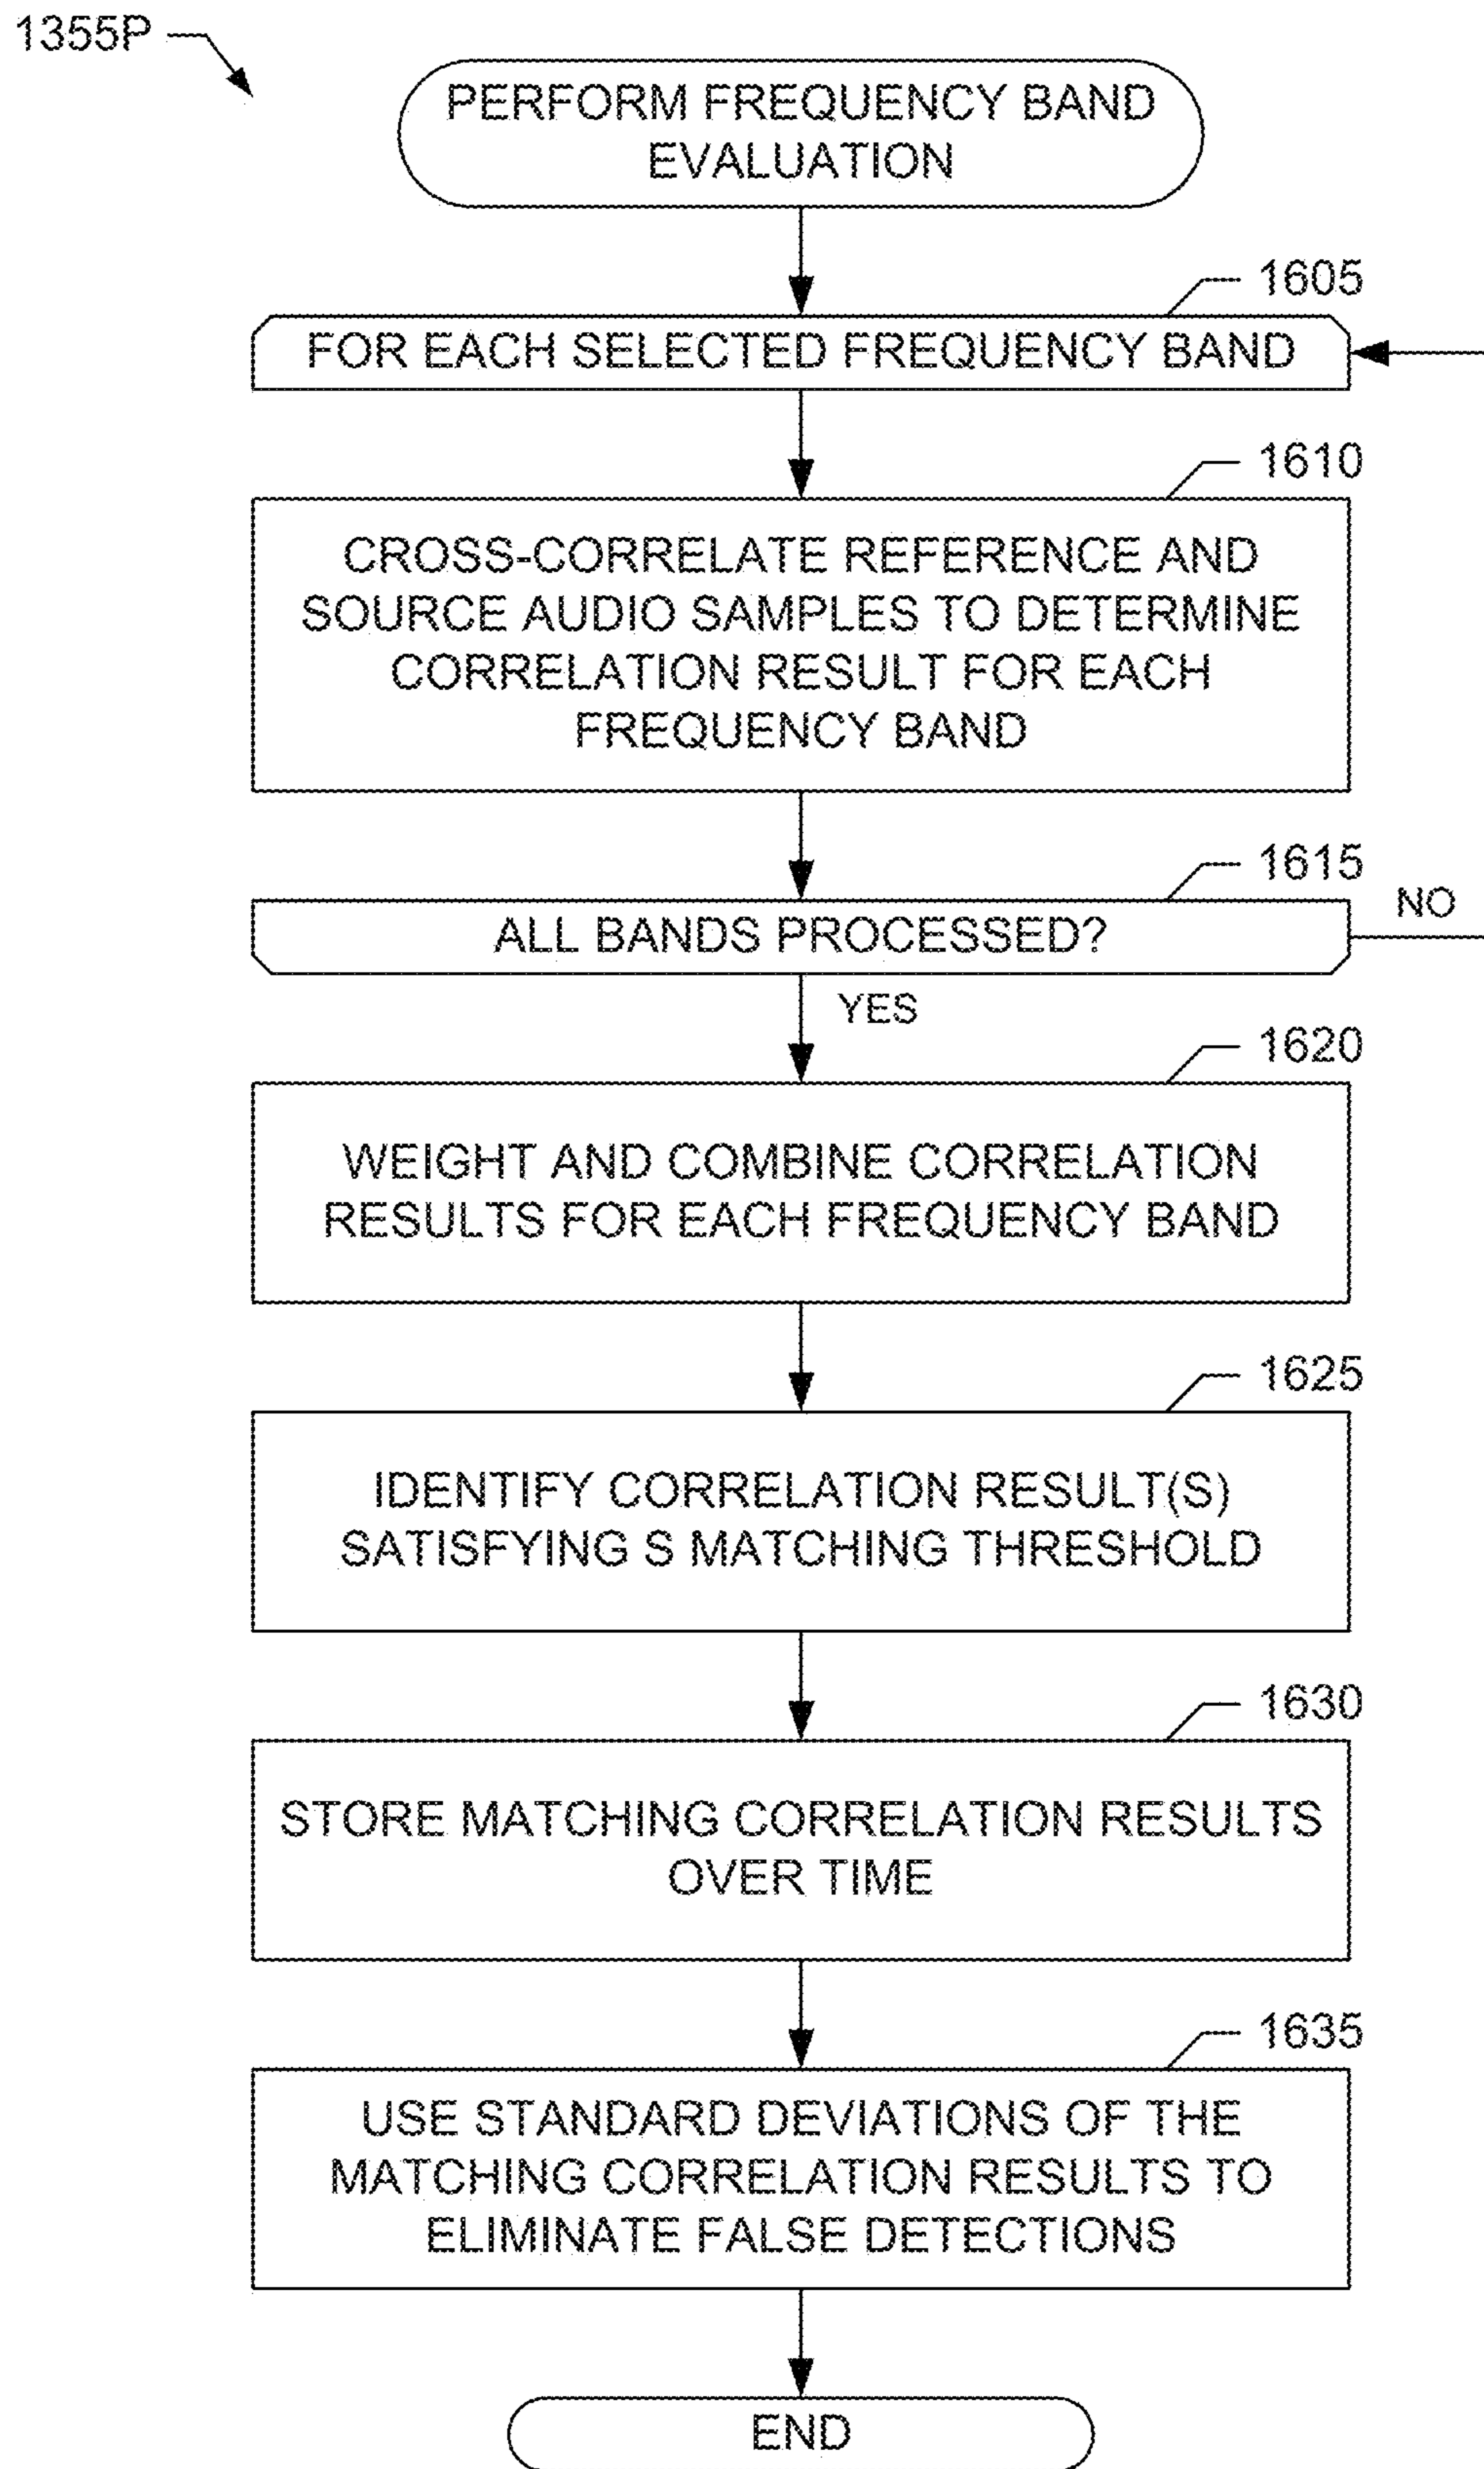 1355P
PERFORM FREQUENCY BAND
EVALUATION
1605
FOR EACH SELECTED FREQUENCY BAND
1610
CROSS-CORRELATE REFERENCE AND
SOURCE AUDIO SAMPLES TO DETERMINE
CORRELATION RESULT FOR EACH
FREQUENCY BAND
1615
ALL BANDS PROCESSED?
NO
YES
1620
WEIGHT AND COMBINE CORRELATION
RESULTS FOR EACH FREQUENCY BAND
1625
IDENTIFY CORRELATION RESULT(S)
SATISFYING S MATCHING THRESHOLD
1630
STORE MATCHING CORRELATION RESULTS
OVER TIME
1635
USE STANDARD DEVIATIONS OF THE
MATCHING CORRELATION RESULTS TO
ELIMINATE FALSE DETECTIONS
END